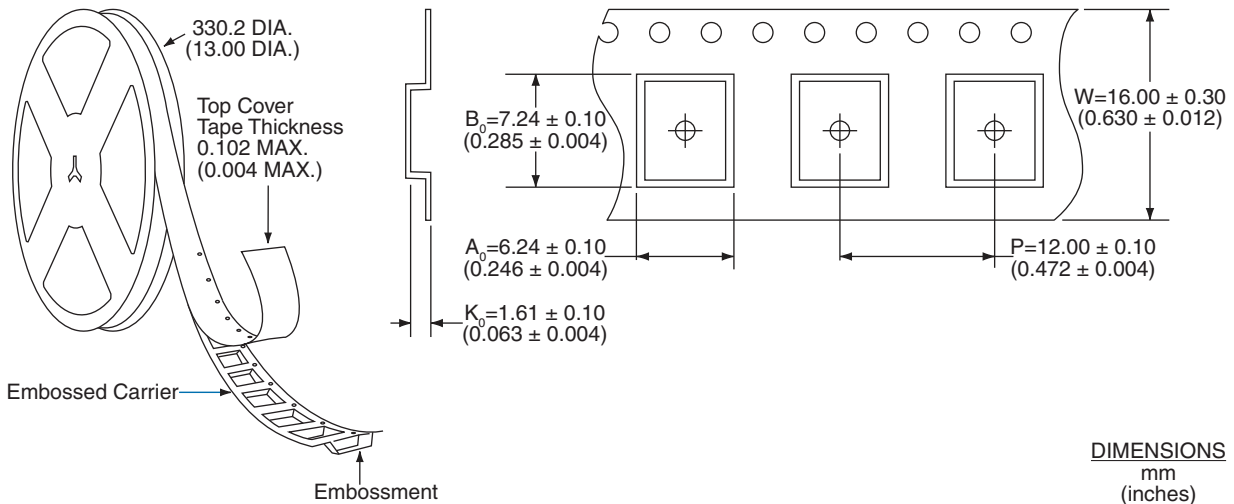 330.2 DIA.
(13.00 DIA.)
Top Cover
Tape Thickness
0.102 MAX.
(0.004 MAX.)
B₀=7.24 ± 0.10
(0.285 ± 0.004)
W=16.00 ± 0.30
(0.630 ± 0.012)
A₀=6.24 ± 0.10
(0.246 ± 0.004)
P=12.00 ± 0.10
(0.472 ± 0.004)
K₀=1.61 ± 0.10
(0.063 ± 0.004)
Embossed Carrier
Embossment
DIMENSIONS
mm
(inches)